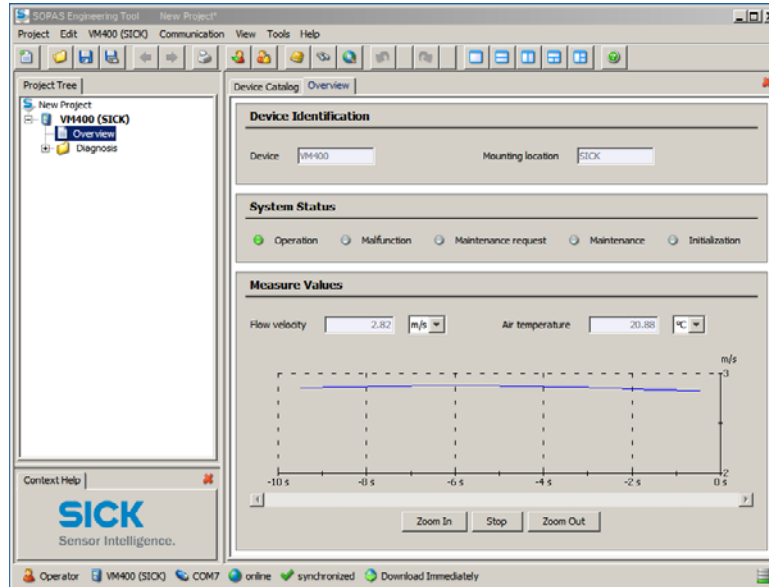 SOPAS Engineering Tool New Project*
Project Edit VM400 (SICK) Communication View Tools Help
Project Tree
Device Catalog Overview
New Project
VM400 (SICK)
Overview
Diagnosis
Device Identification
Device VM400 Mounting location SICK
System Status
Operation Malfunction Maintenance request Maintenance Initialization
Measure Values
Flow velocity 2.82 m/s Air temperature 20.88 °C
m/s
3
2
-10 s -8 s -6 s -4 s -2 s 0 s
Zoom In Stop Zoom Out
Context Help
SICK
Sensor Intelligence.
Operator VM400 (SICK) COM7 online synchronized Download Immediately